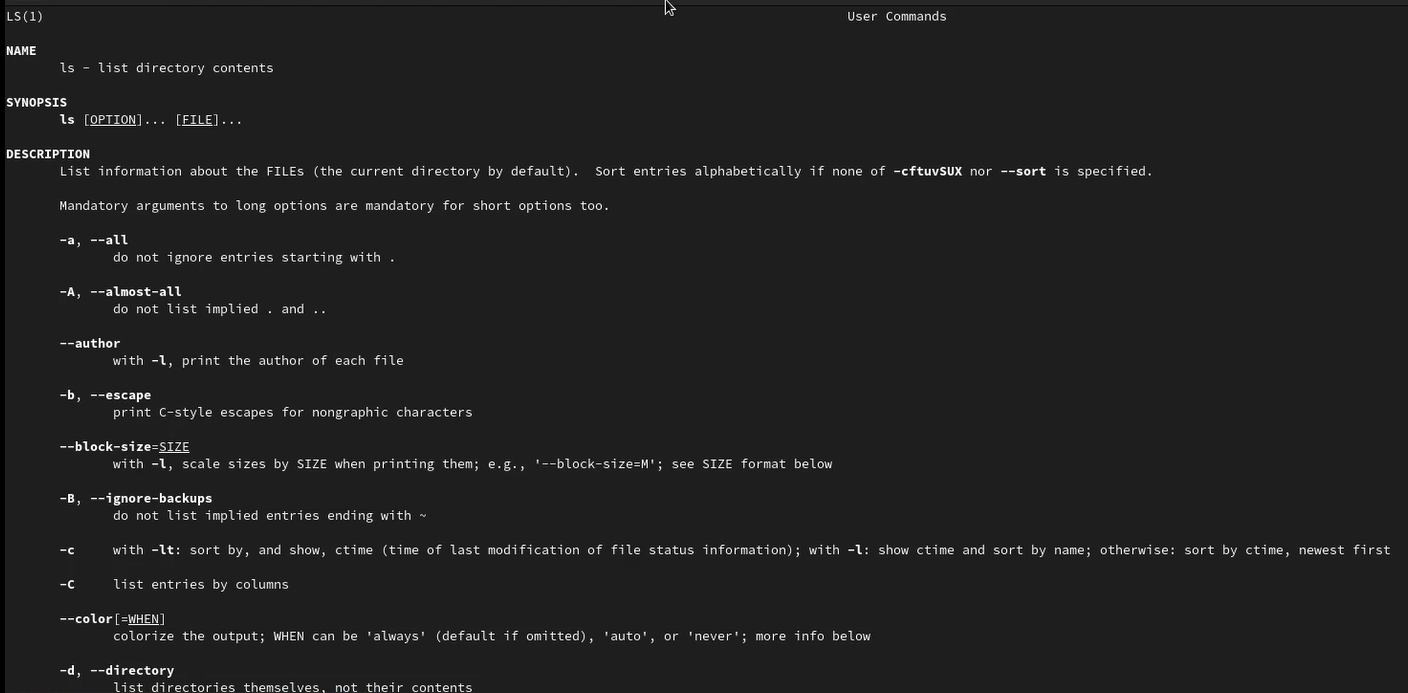 LS(1) User Commands
NAME
ls - list directory contents
SYNOPSIS
ls [OPTION]... [FILE]...
DESCRIPTION
List information about the FILEs (the current directory by default).  Sort entries alphabetically if none of -cftuvSUX nor --sort is specified.
Mandatory arguments to long options are mandatory for short options too.
-a, --all
do not ignore entries starting with .
-A, --almost-all
do not list implied . and ..
--author
with -l, print the author of each file
-b, --escape
print C-style escapes for nongraphic characters
--block-size=SIZE
with -l, scale sizes by SIZE when printing them; e.g., '--block-size=M'; see SIZE format below
-B, --ignore-backups
do not list implied entries ending with ~
-c     with -lt: sort by, and show, ctime (time of last modification of file status information); with -l: show ctime and sort by name; otherwise: sort by ctime, newest first
-C     list entries by columns
--color[=WHEN]
colorize the output; WHEN can be 'always' (default if omitted), 'auto', or 'never'; more info below
-d, --directory
list directories themselves, not their contents